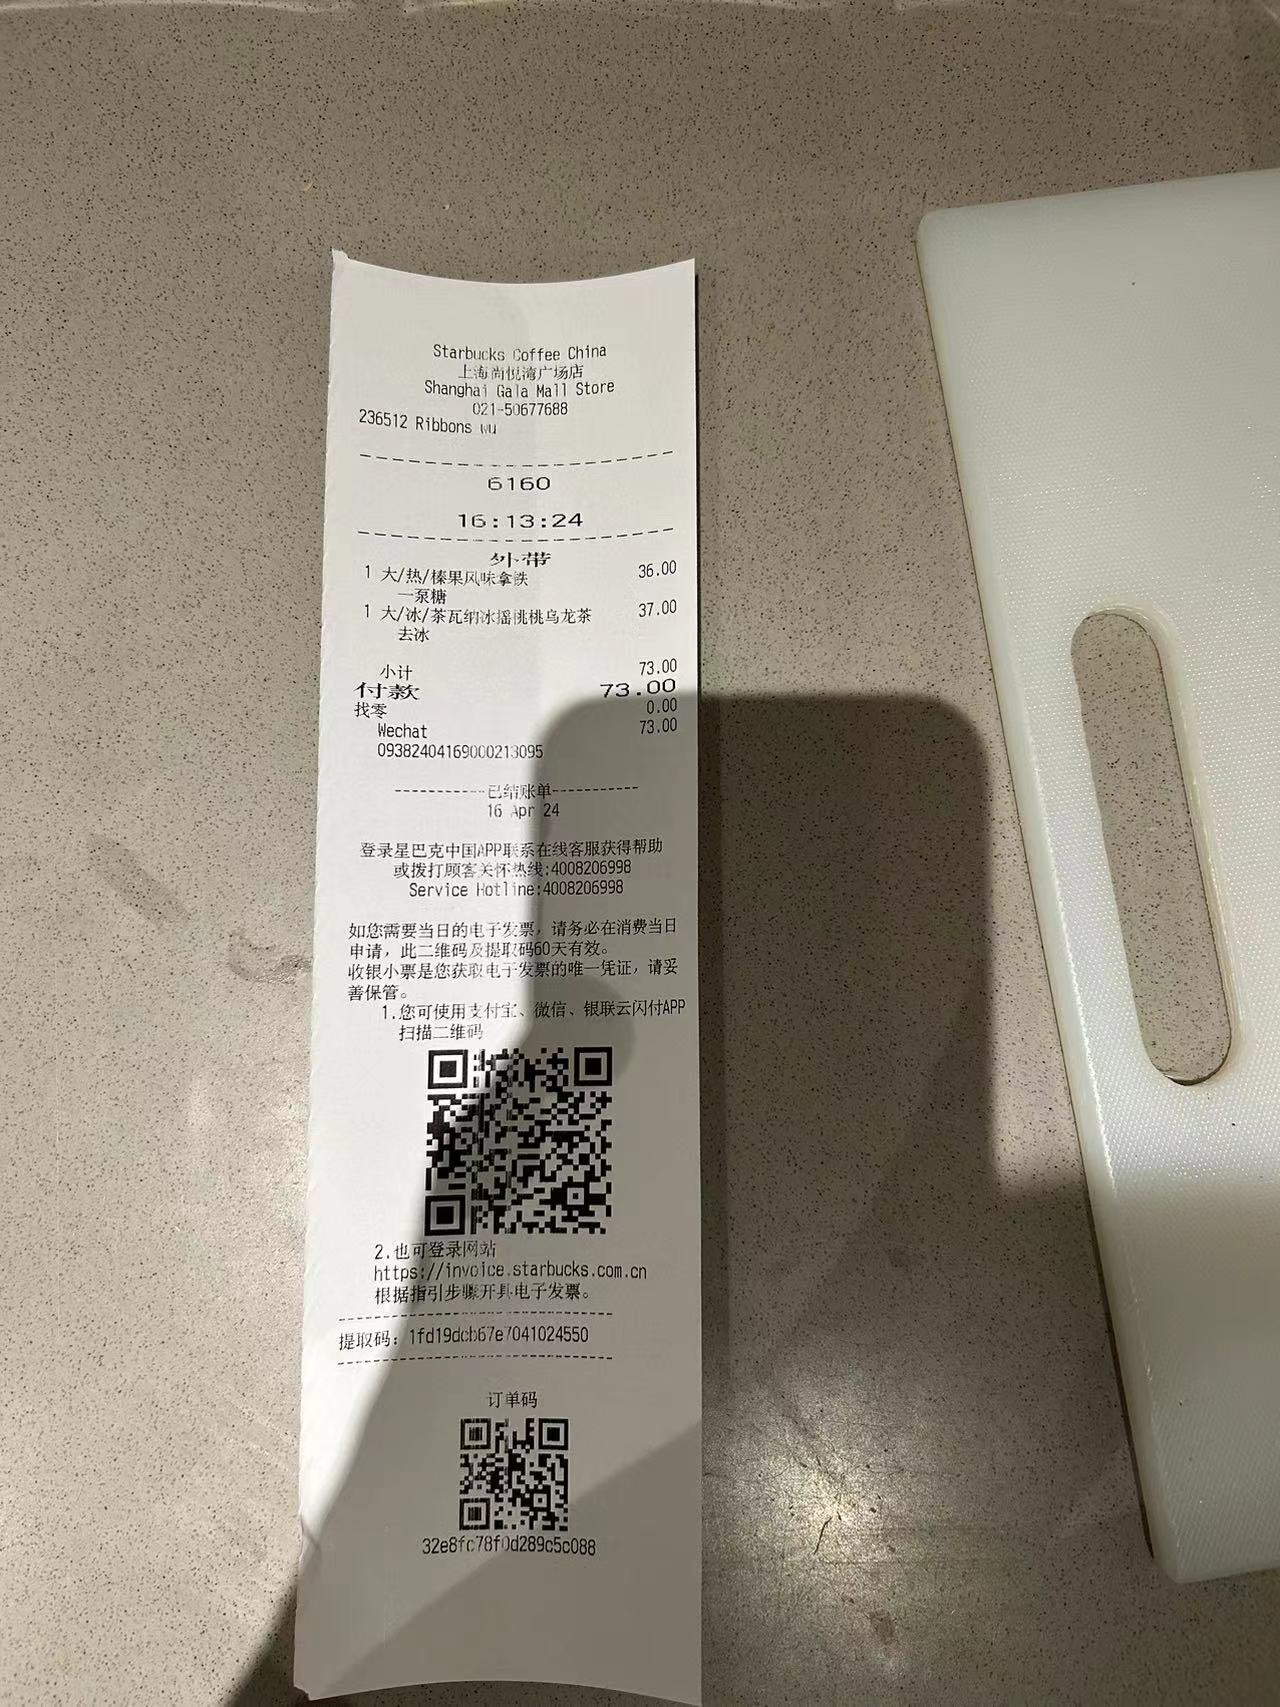 Starbucks Coffee China
上海尚悦湾广场店
Shanghai Gala Mall Store
021-50677688
236512 Ribbons wu
6160
16:13:24
外带
1 大/热/榛果风味拿铁 36.00
一泵糖
1 大/冰/茶瓦纳冰摇桃桃乌龙茶 37.00
去冰
小计 73.00
付款 73.00
找零 0.00
Wechat 73.00
09382404169000213095
-----------已结账单-----------
16 Apr 24
登录星巴克中国APP联系在线客服获得帮助
或拨打顾客关怀热线:4008206998
Service Hotline:4008206998
如您需要当日的电子发票，请务必在消费当日
申请，此二维码及提取码60天有效。
收银小票是您获取电子发票的唯一凭证，请妥
善保管。
1.您可使用支付宝、微信、银联云闪付APP
扫描二维码
2.也可登录网站
https://invoice.starbucks.com.cn
根据指引步骤开具电子发票。
提取码：1fd19dcb67e7041024550
订单码
32e8fc78f0d289c5c088